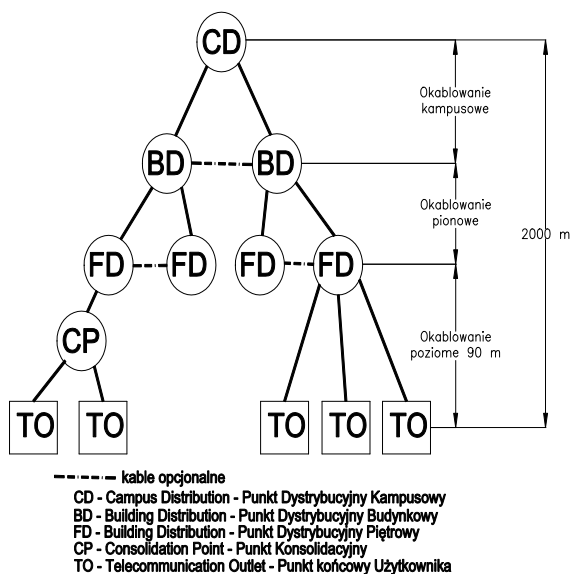 CD
Okablowanie
kampusowe
BD
BD
Okablowanie
pionowe
2000 m
FD
FD
FD
FD
CP
Okablowanie
poziome 90 m
TO
TO
TO
TO
TO
kable opcjonalne
CD - Campus Distribution - Punkt Dystrybucyjny Kampusowy
BD - Building Distribution - Punkt Dystrybucyjny Budynkowy
FD - Building Distribution - Punkt Dystrybucyjny Piętrowy
CP - Consolidation Point - Punkt Konsolidacyjny
TO - Telecommunication Outlet - Punkt końcowy Użytkownika